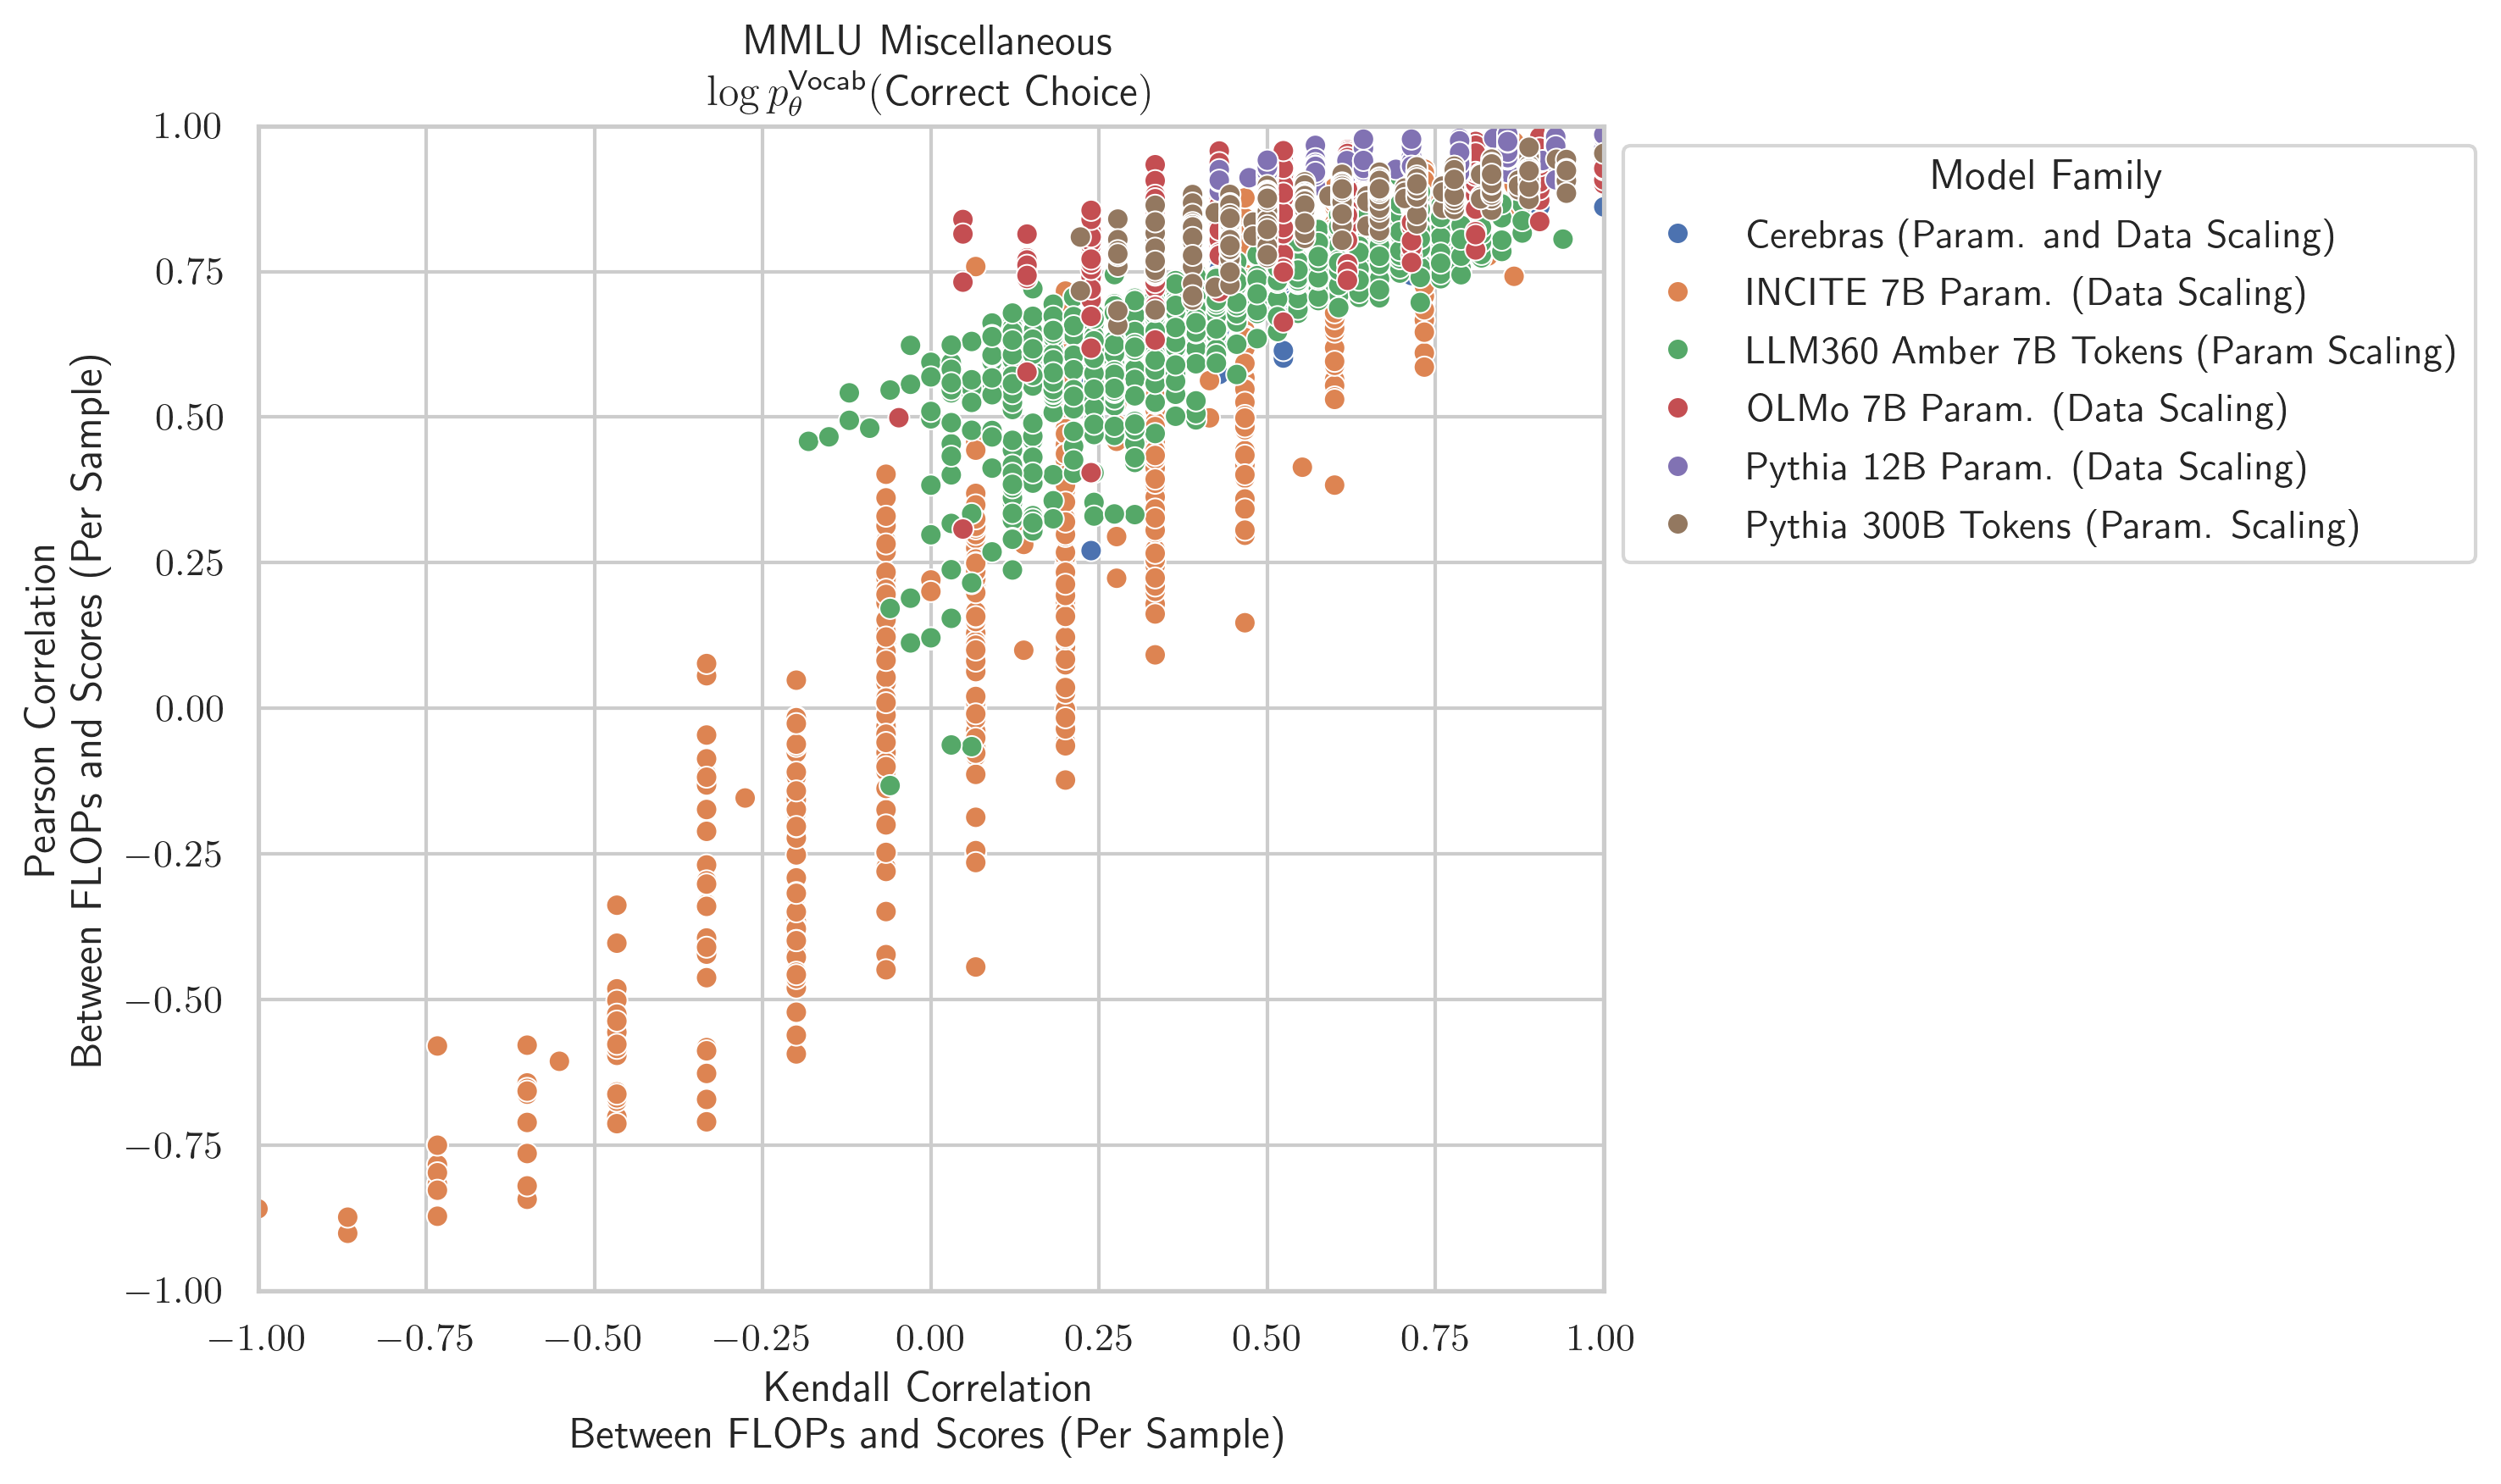 MMLU Miscellaneous
log p_θ^Vocab(Correct Choice)
1.00
0.75
0.50
0.25
0.00
−0.25
−0.50
−0.75
−1.00
Pearson Correlation
Between FLOPs and Scores (Per Sample)
−1.00 −0.75 −0.50 −0.25 0.00 0.25 0.50 0.75 1.00
Kendall Correlation
Between FLOPs and Scores (Per Sample)
Model Family
Cerebras (Param. and Data Scaling)
INCITE 7B Param. (Data Scaling)
LLM360 Amber 7B Tokens (Param Scaling)
OLMo 7B Param. (Data Scaling)
Pythia 12B Param. (Data Scaling)
Pythia 300B Tokens (Param. Scaling)